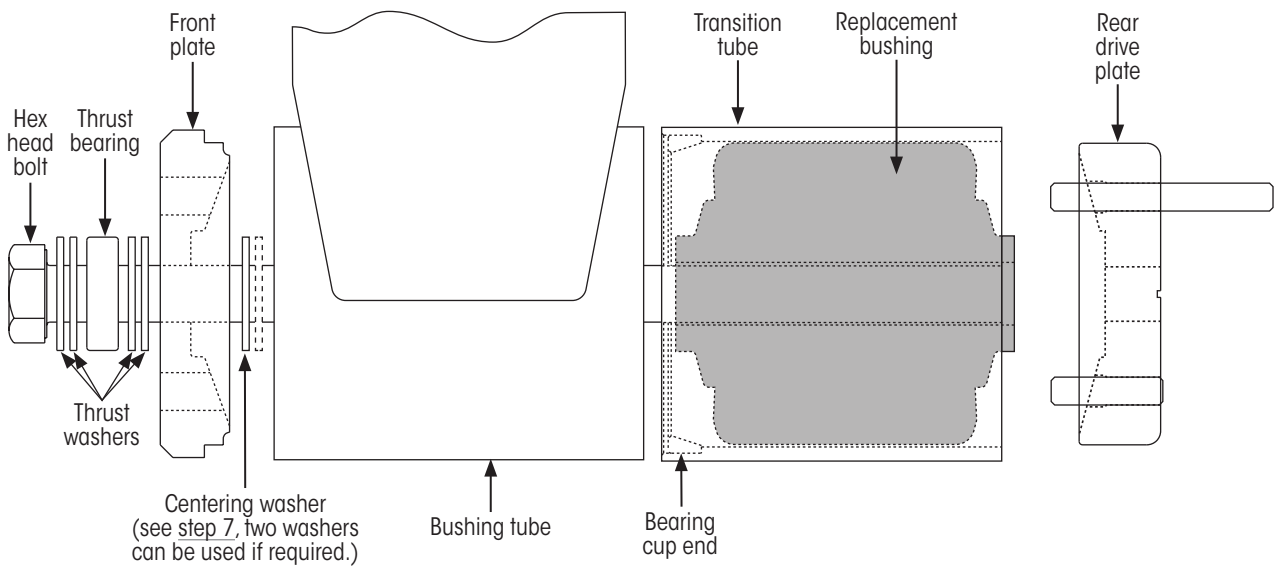 Front
plate
Transition
tube
Replacement
bushing
Rear
drive
plate
Hex
head
bolt
Thrust
bearing
Thrust
washers
Centering washer
(see step 7, two washers
can be used if required.)
Bushing tube
Bearing
cup end